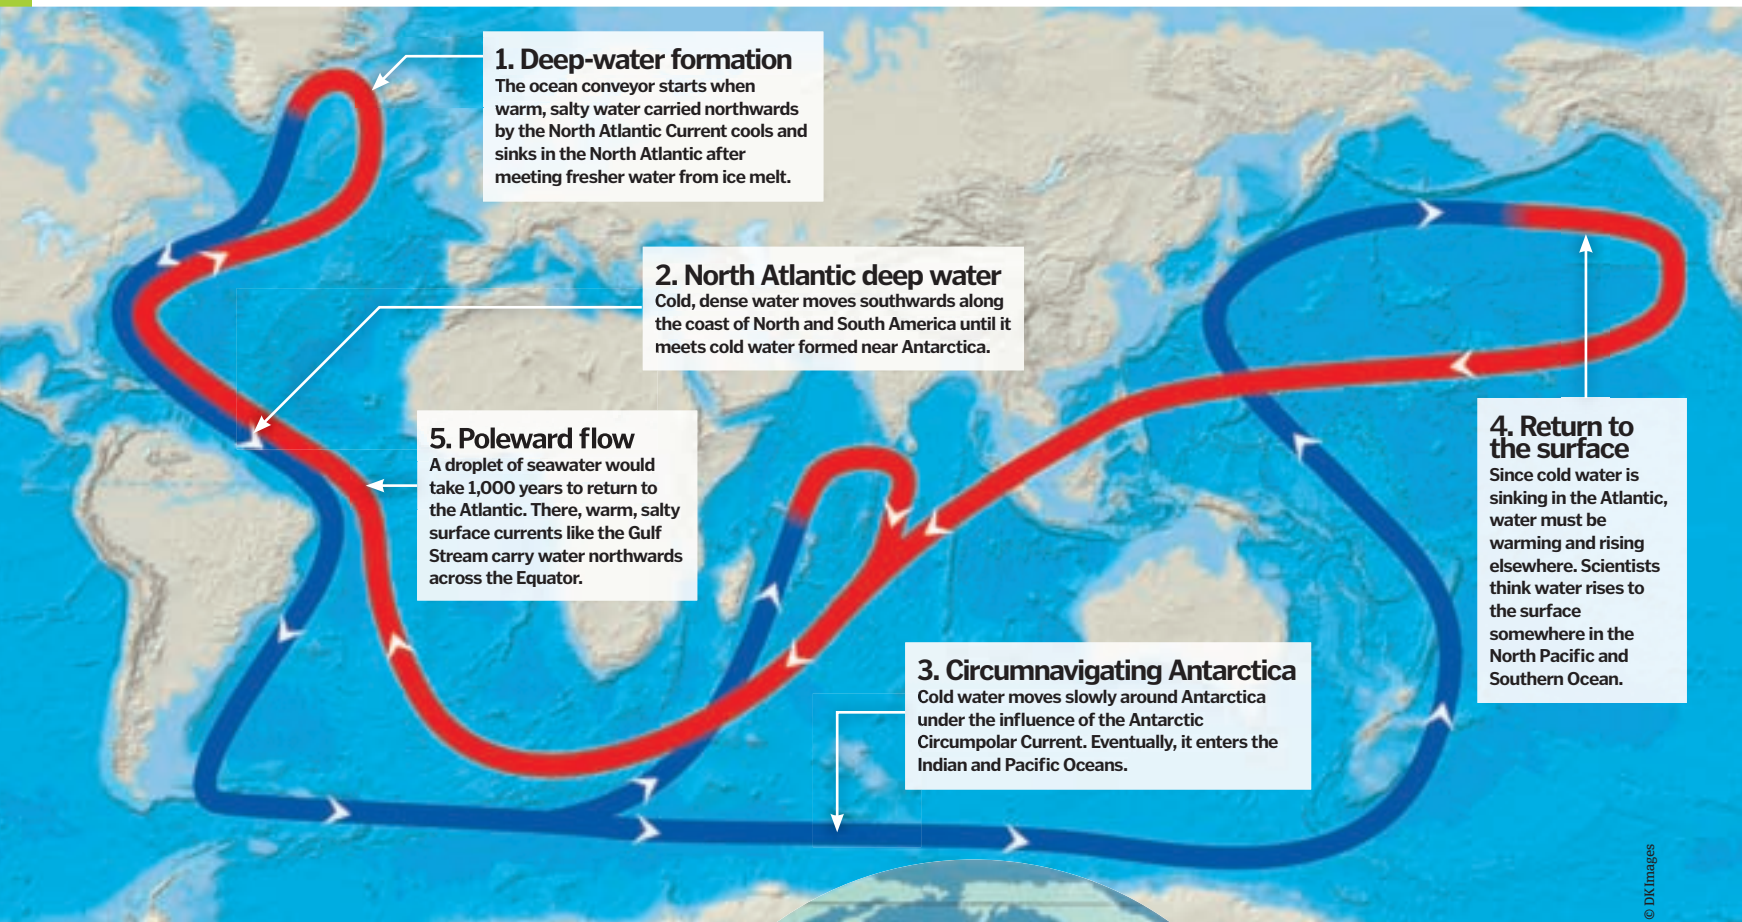 1. Deep-water formation
The ocean conveyor starts when
warm, salty water carried northwards
by the North Atlantic Current cools and
sinks in the North Atlantic after
meeting fresher water from ice melt.
2. North Atlantic deep water
Cold, dense water moves southwards along
the coast of North and South America until it
meets cold water formed near Antarctica.
3. Circumnavigating Antarctica
Cold water moves slowly around Antarctica
under the influence of the Antarctic
Circumpolar Current. Eventually, it enters the
Indian and Pacific Oceans.
4. Return to
the surface
Since cold water is
sinking in the Atlantic,
water must be
warming and rising
elsewhere. Scientists
think water rises to
the surface
somewhere in the
North Pacific and
Southern Ocean.
5. Poleward flow
A droplet of seawater would
take 1,000 years to return to
the Atlantic. There, warm, salty
surface currents like the Gulf
Stream carry water northwards
across the Equator.
© DK Images